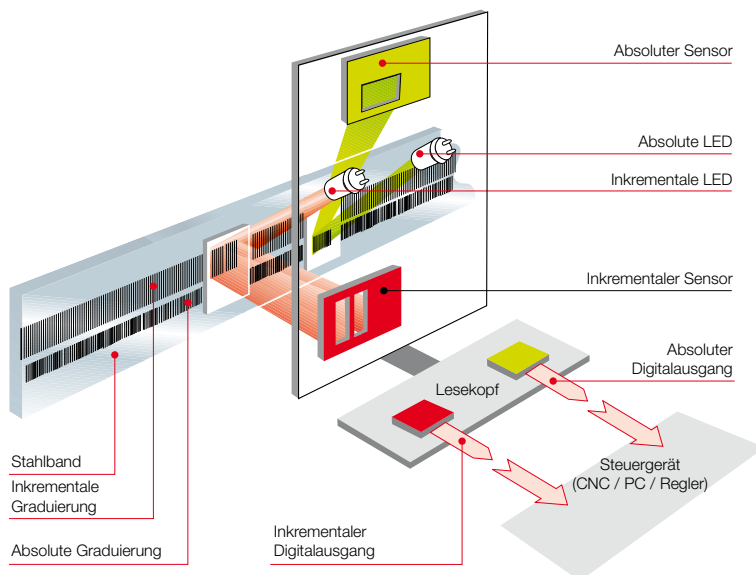 Absoluter Sensor
Absolute LED
Inkrementale LED
Inkrementaler Sensor
Absoluter
Digitalausgang
Lesekopf
Steuergerät
(CNC / PC / Regler)
Stahlband
Inkrementale
Graduierung
Absolute Graduierung
Inkrementaler
Digitalausgang